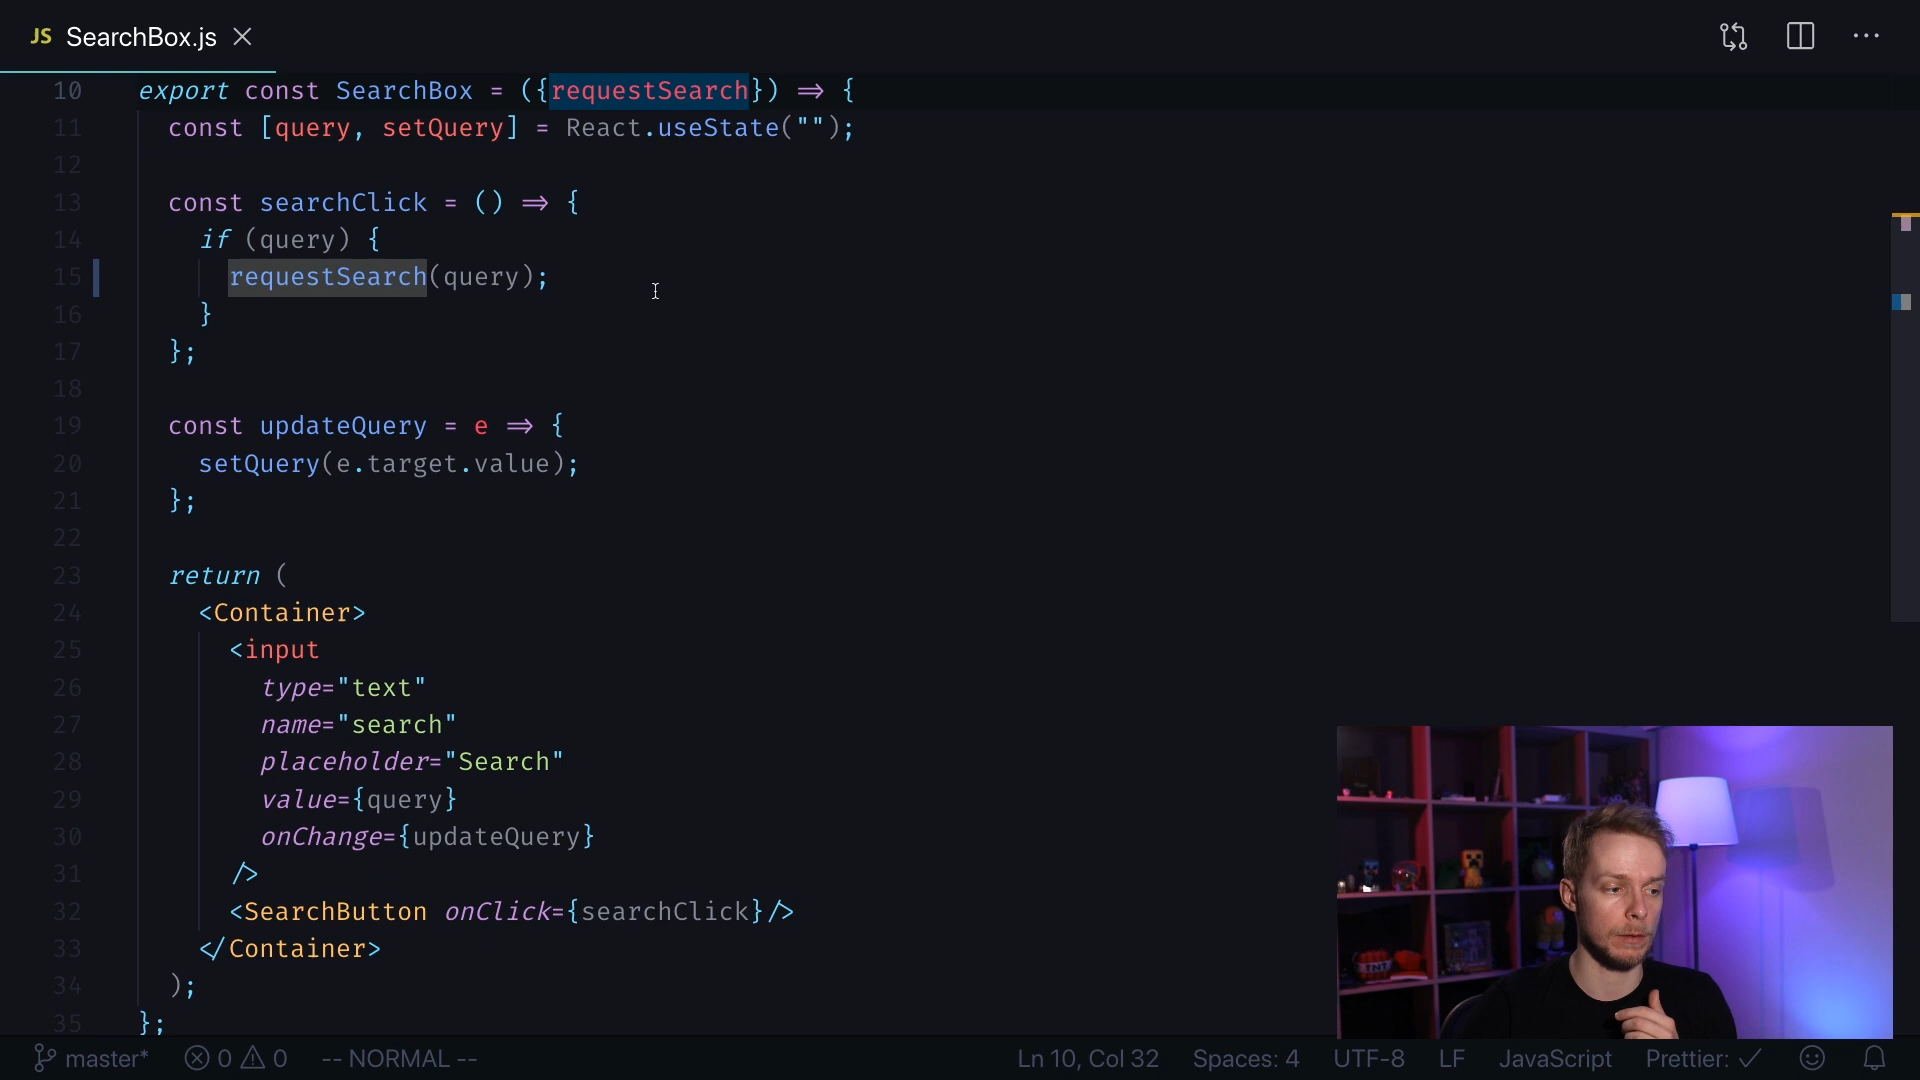 JS SearchBox.js
10 export const SearchBox = ({requestSearch}) => {
11 const [query, setQuery] = React.useState("");
12
13 const searchClick = () => {
14 if (query) {
15 requestSearch(query);
16 }
17 };
18
19 const updateQuery = e => {
20 setQuery(e.target.value);
21 };
22
23 return (
24 <Container>
25 <input
26 type="text"
27 name="search"
28 placeholder="Search"
29 value={query}
30 onChange={updateQuery}
31 />
32 <SearchButton onClick={searchClick}/>
33 </Container>
34 );
35 };
TNT
master* 0 0 -- NORMAL -- Ln 10, Col 32 Spaces: 4 UTF-8 LF JavaScript Prettier: ✓